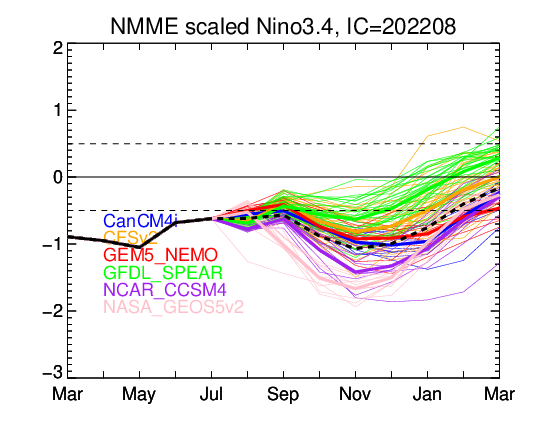 NMME scaled Nino3.4, IC=202208
2
1
0
−1
−2
−3
CanCM4i
CFSv2
GEM5_NEMO
GFDL_SPEAR
NCAR_CCSM4
NASA_GEOS5v2
Mar May Jul Sep Nov Jan Mar